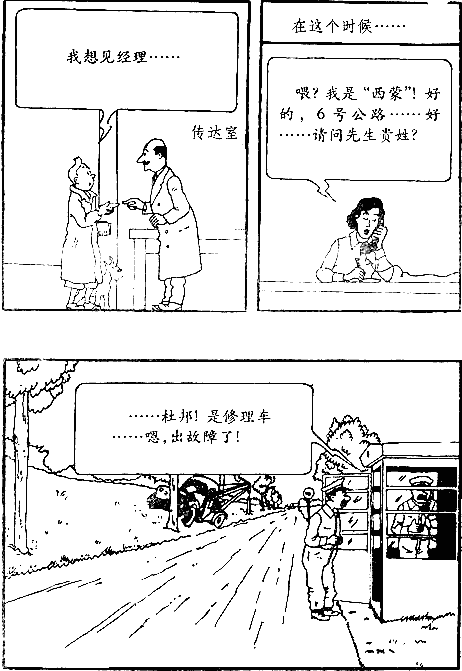 我想见经理……
传达室
在这个时候……
喂？我是“西蒙”！好
的，6号公路……好
……请问先生贵姓？
……杜邦！是修理车
……嗯，出故障了！